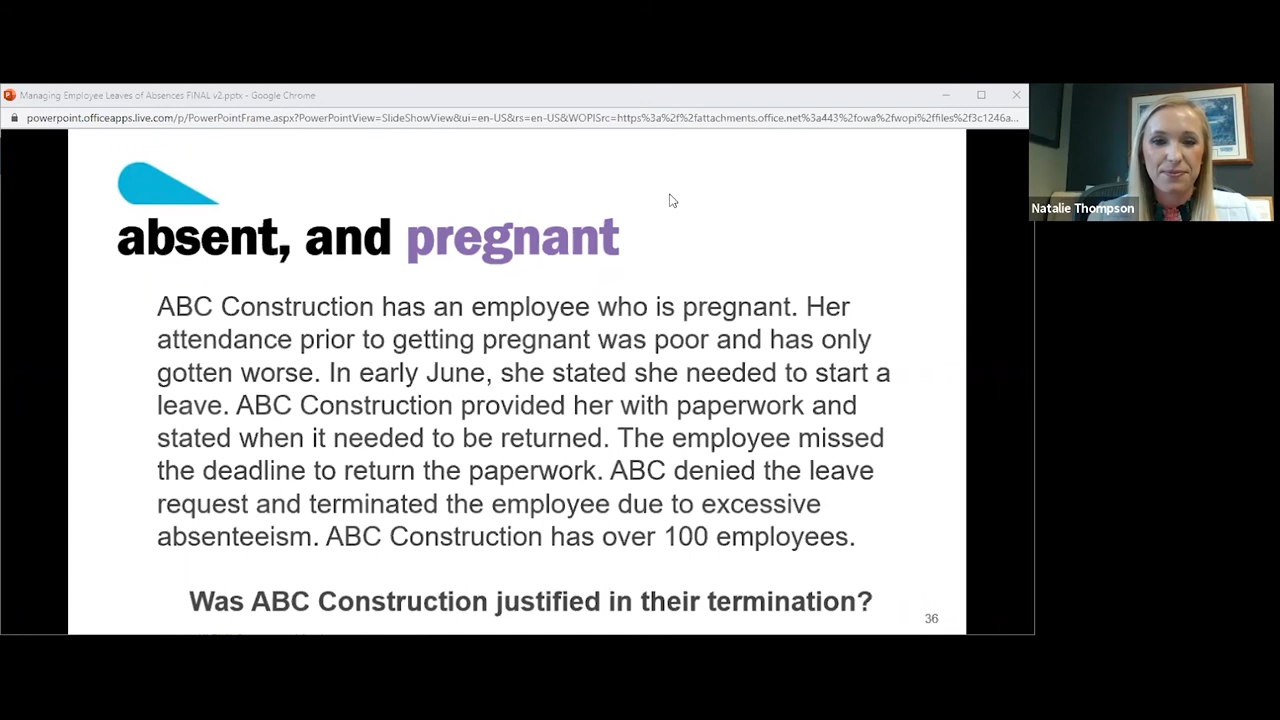 Managing Employee Leaves of Absences FINAL v2.pptx - Google Chrome
powerpoint.officeapps.live.com/p/PowerPointFrame.aspx?PowerPointView=SlideShowView&ui=en-US&rs=en-US&WOPISrc=https%3a%2f%2fattachments.office.net%3a443%2fowa%2fwopi%2ffiles%2f3c1246a...
Natalie Thompson
absent, and pregnant
ABC Construction has an employee who is pregnant. Her
attendance prior to getting pregnant was poor and has only
gotten worse. In early June, she stated she needed to start a
leave. ABC Construction provided her with paperwork and
stated when it needed to be returned. The employee missed
the deadline to return the paperwork. ABC denied the leave
request and terminated the employee due to excessive
absenteeism. ABC Construction has over 100 employees.
Was ABC Construction justified in their termination?
36